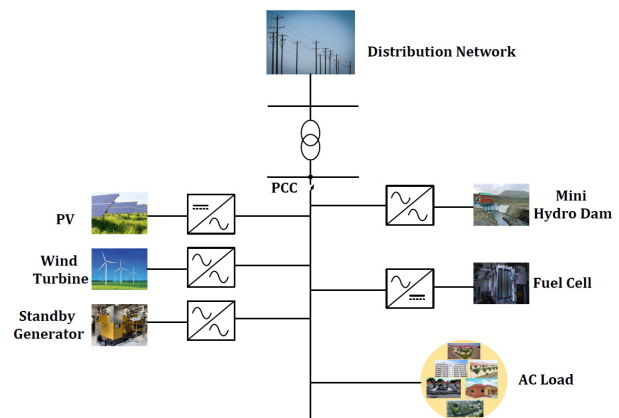 Distribution Network
PCC
PV
Mini
Hydro Dam
Wind
Turbine
Fuel Cell
Standby
Generator
AC Load